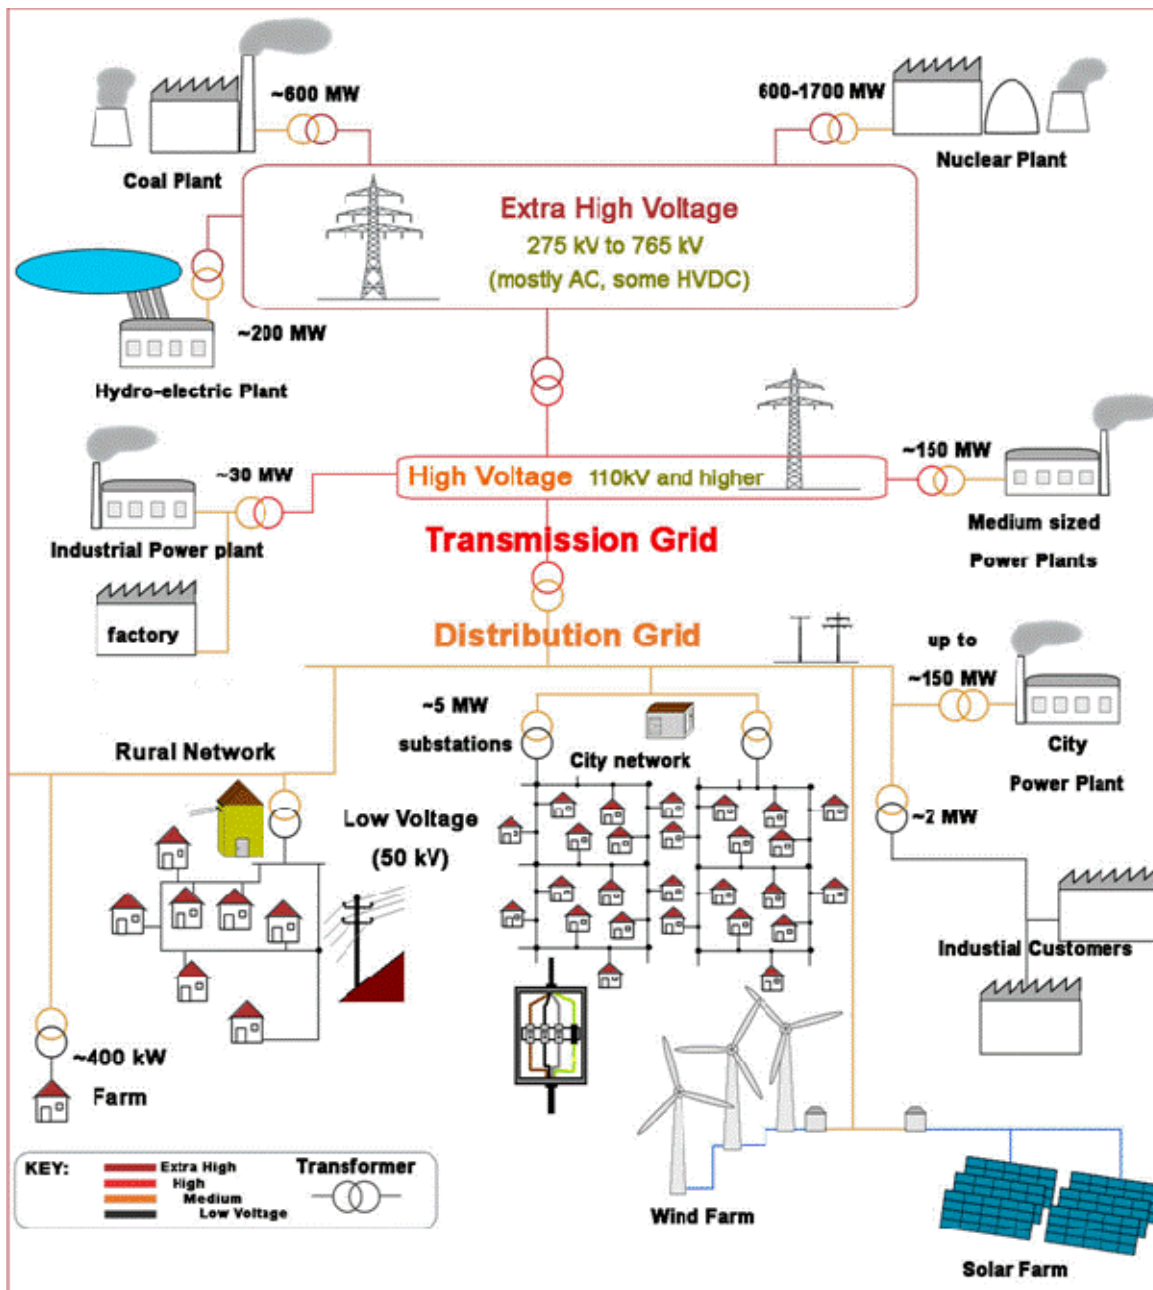 ~600 MW
600-1700 MW
Coal Plant
Nuclear Plant
Extra High Voltage
275 kV to 765 kV
(mostly AC, some HVDC)
~200 MW
Hydro-electric Plant
~30 MW
High Voltage 110kV and higher
~150 MW
Industrial Power plant
Medium sized
Power Plants
Transmission Grid
factory
Distribution Grid
up to
~150 MW
~5 MW
substations
City network
City
Power Plant
Rural Network
Low Voltage
(50 kV)
~2 MW
Industial Customers
~400 kW
Farm
KEY:
Extra High
High
Medium
Low Voltage
Transformer
Wind Farm
Solar Farm